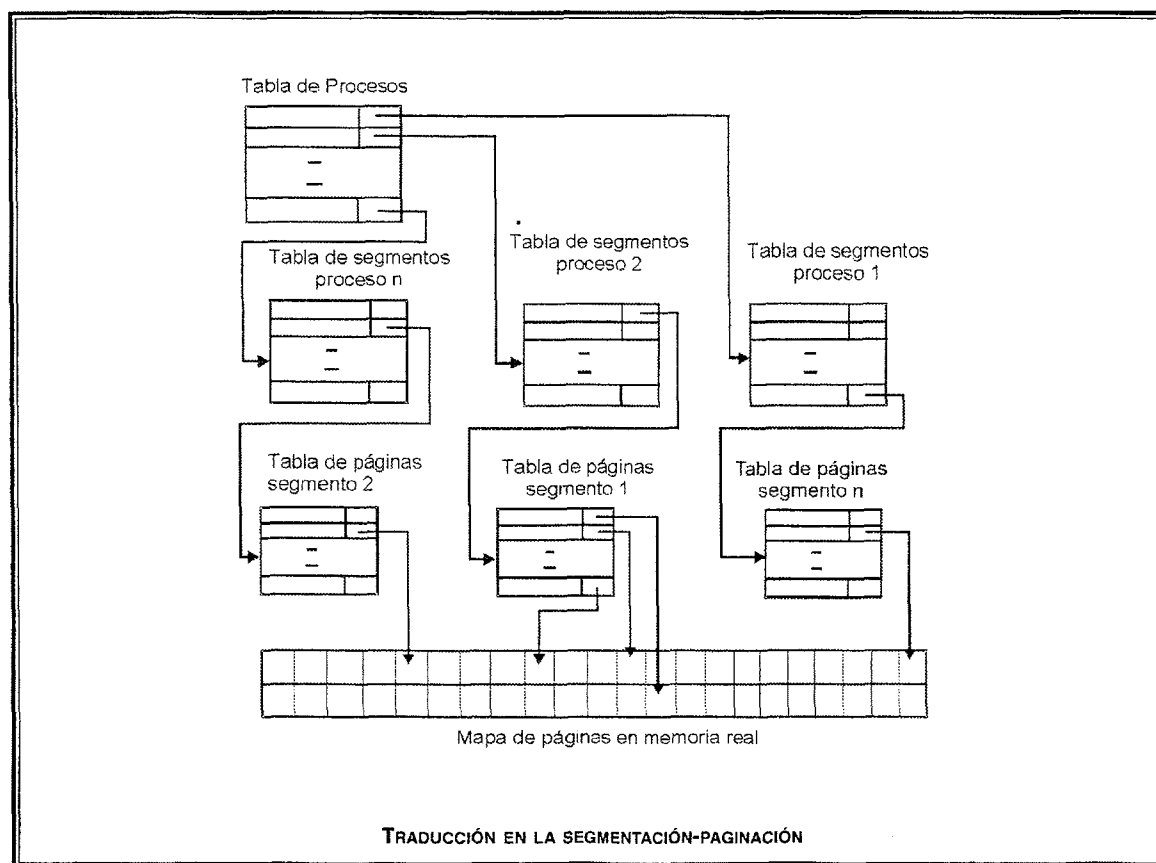 Tabla de Procesos
Tabla de segmentos
proceso n
Tabla de segmentos
proceso 2
Tabla de segmentos
proceso 1
Tabla de páginas
segmento 2
Tabla de páginas
segmento 1
Tabla de páginas
segmento n
Mapa de páginas en memoria real
TRADUCCIÓN EN LA SEGMENTACIÓN-PAGINACIÓN